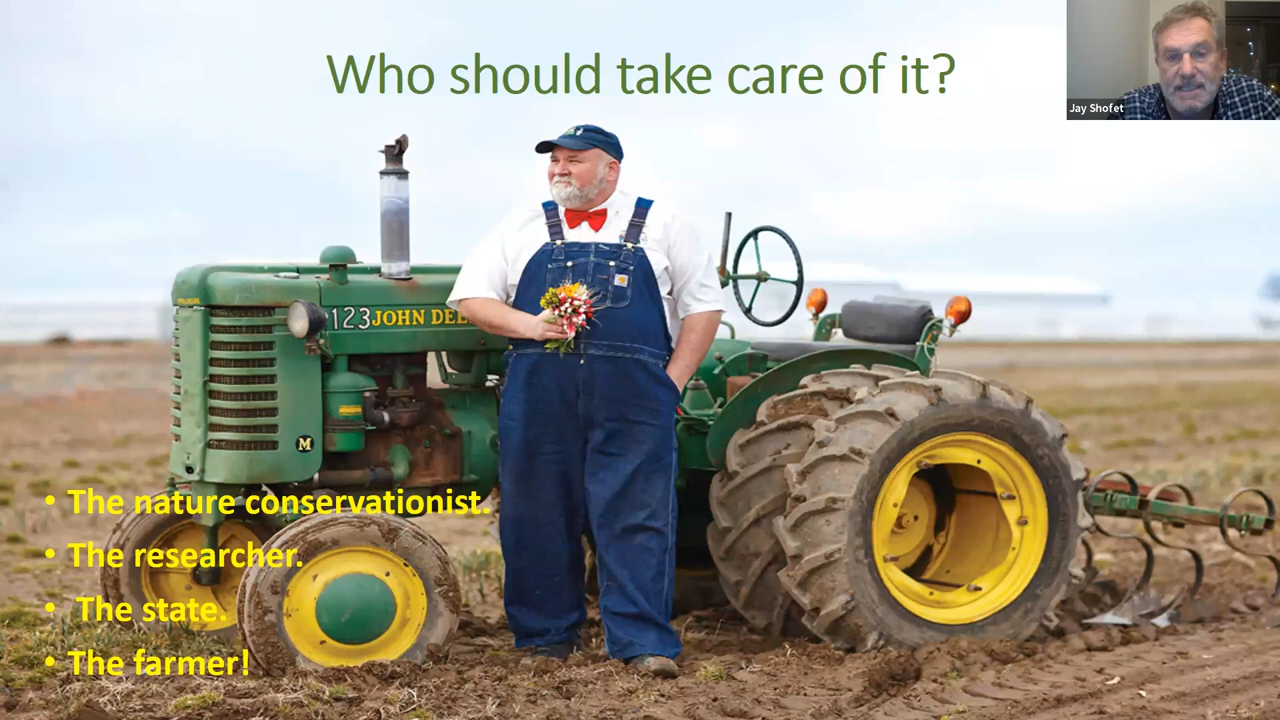 Who should take care of it?
Jay Shofet
123 JOHN DEE
M
• The nature conservationist.
• The researcher.
• The state.
• The farmer!